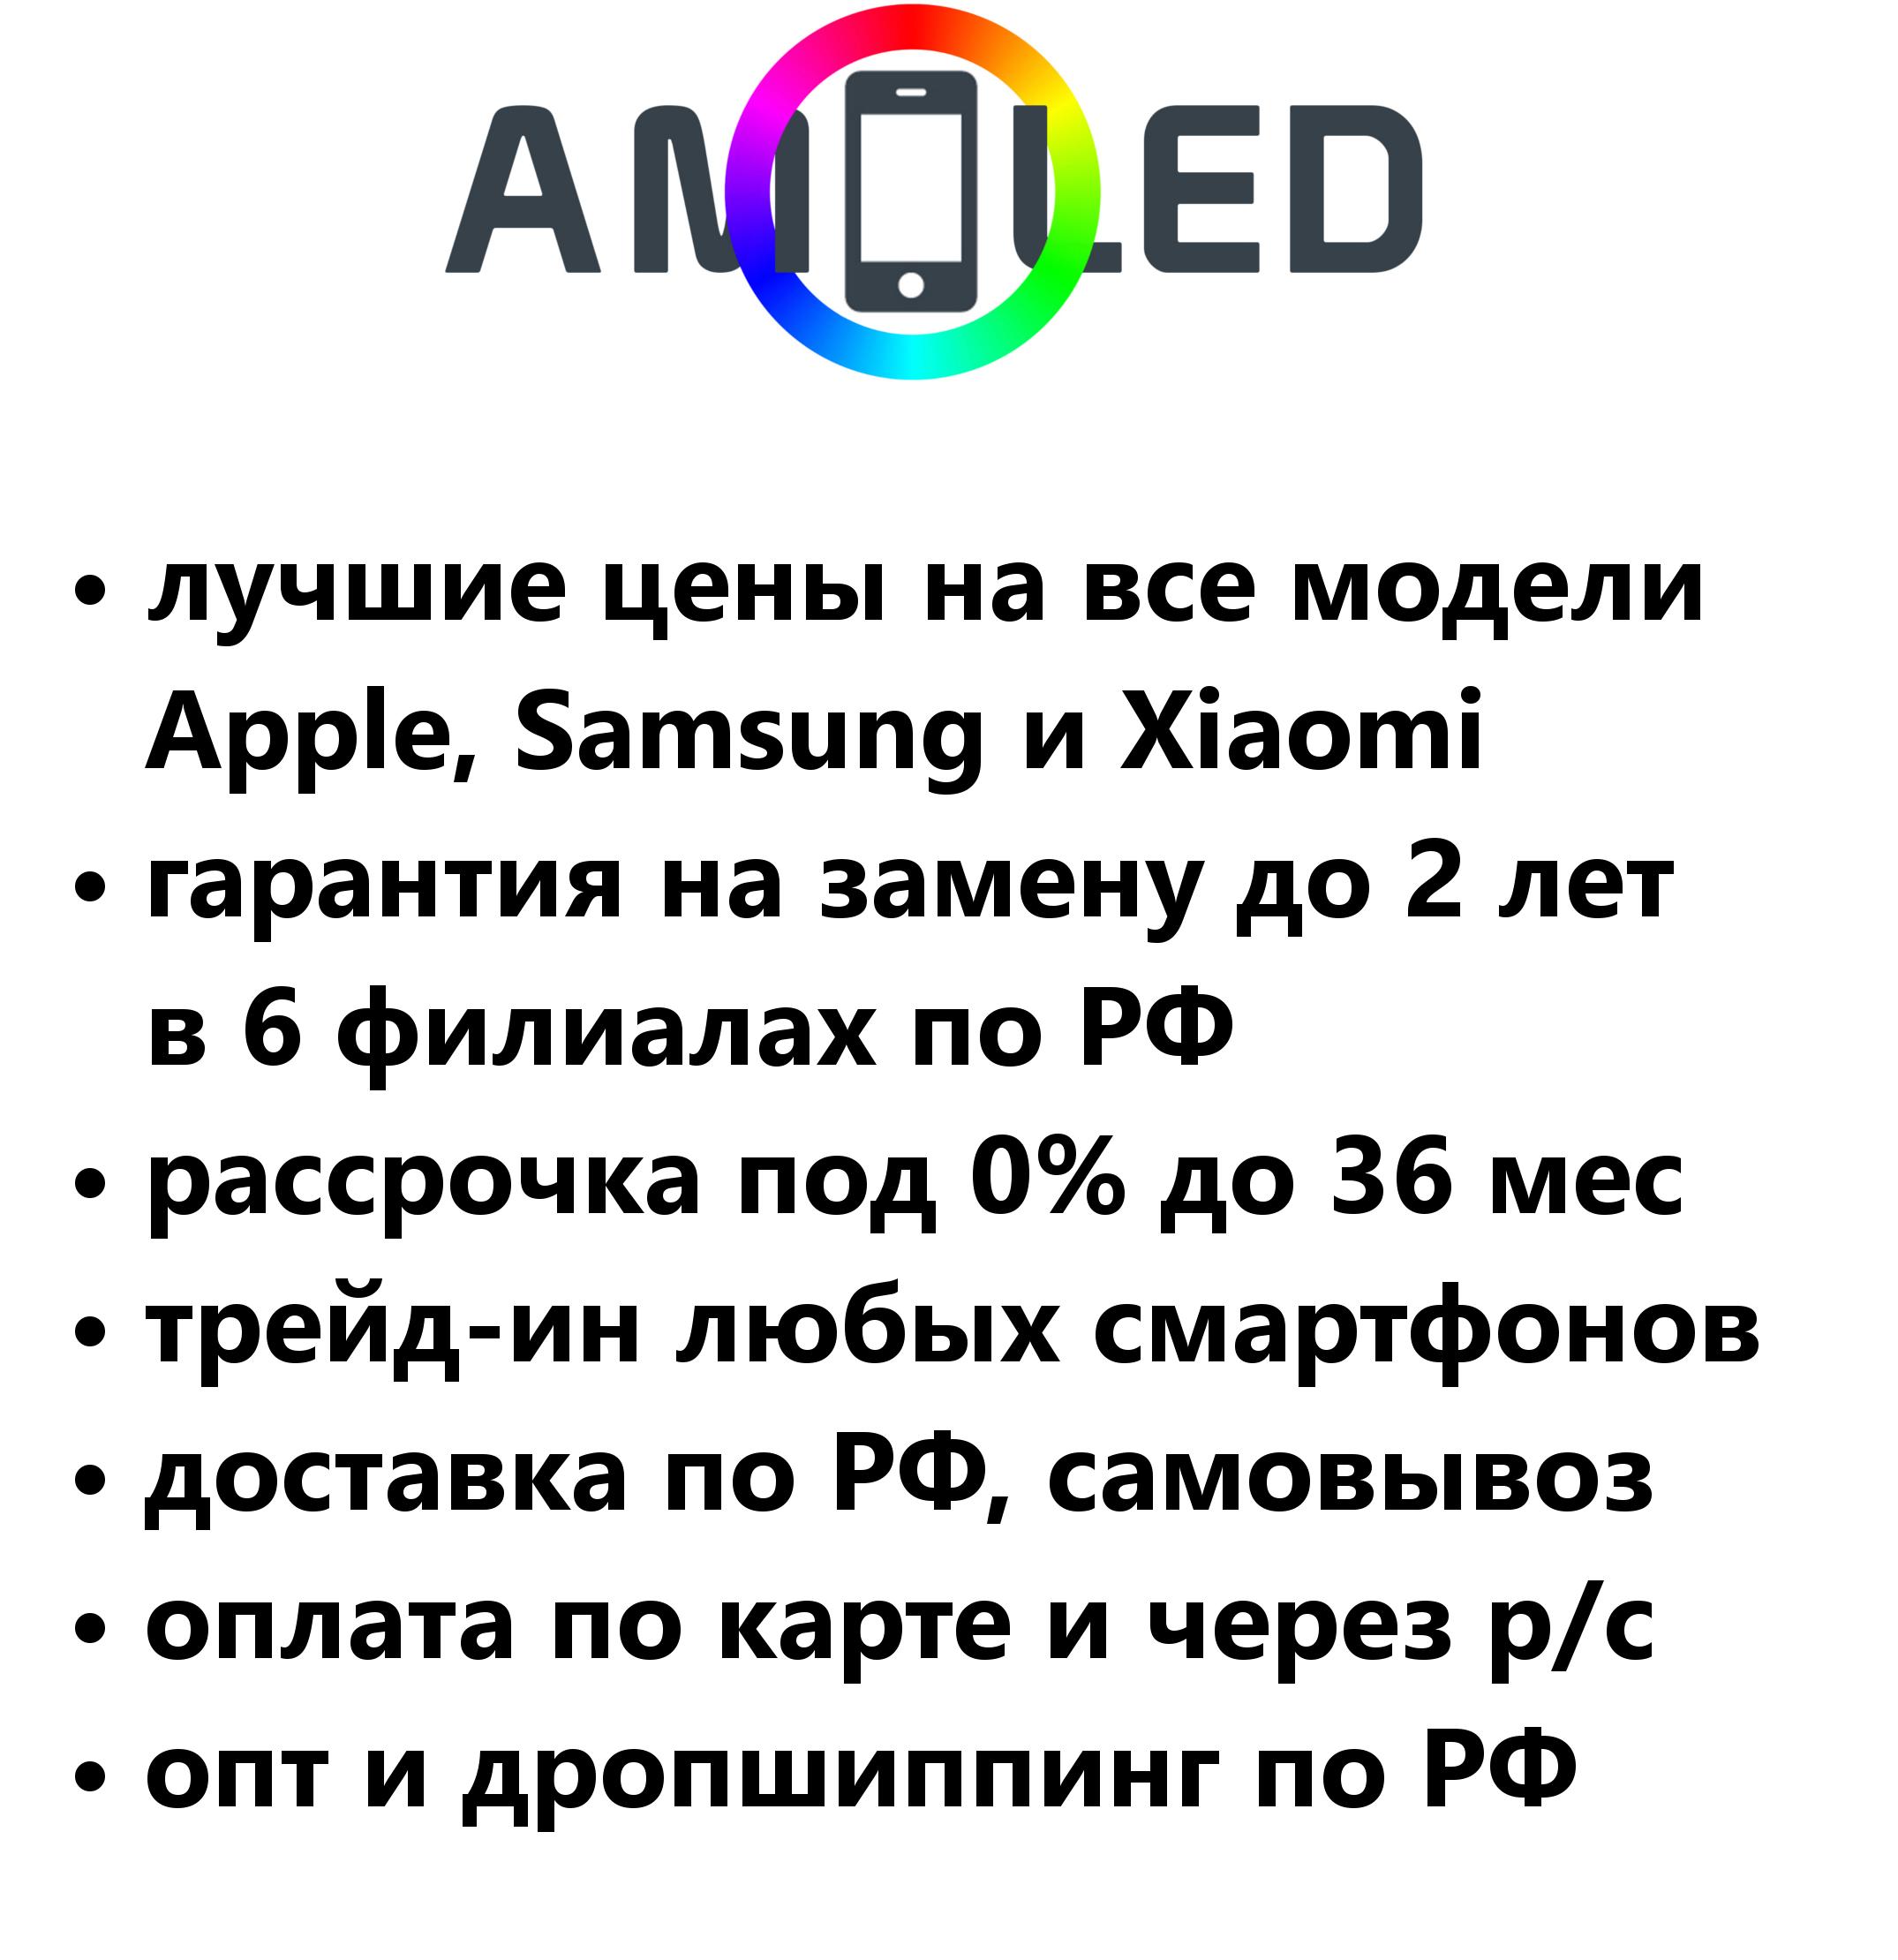 AMOLED
• лучшие цены на все модели
Apple, Samsung и Xiaomi
• гарантия на замену до 2 лет
в 6 филиалах по РФ
• рассрочка под 0% до 36 мес
• трейд-ин любых смартфонов
• доставка по РФ, самовывоз
• оплата по карте и через р/с
• опт и дропшиппинг по РФ